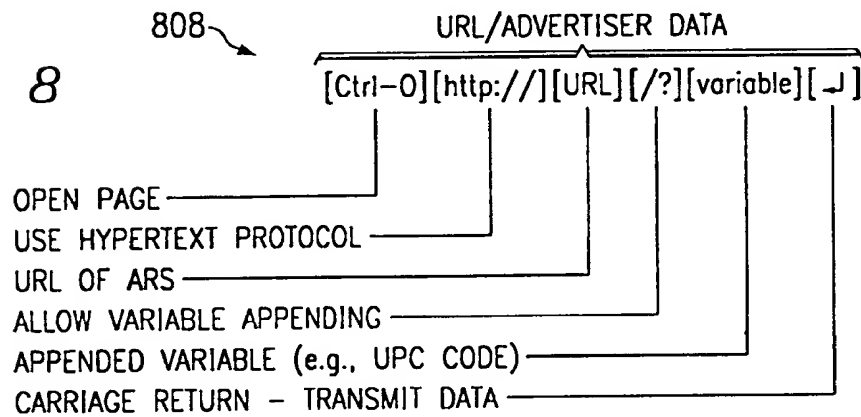 808
URL/ADVERTISER DATA
8
[Ctrl-O][http://][URL][/?][variable][↵]
OPEN PAGE
USE HYPERTEXT PROTOCOL
URL OF ARS
ALLOW VARIABLE APPENDING
APPENDED VARIABLE (e.g., UPC CODE)
CARRIAGE RETURN - TRANSMIT DATA